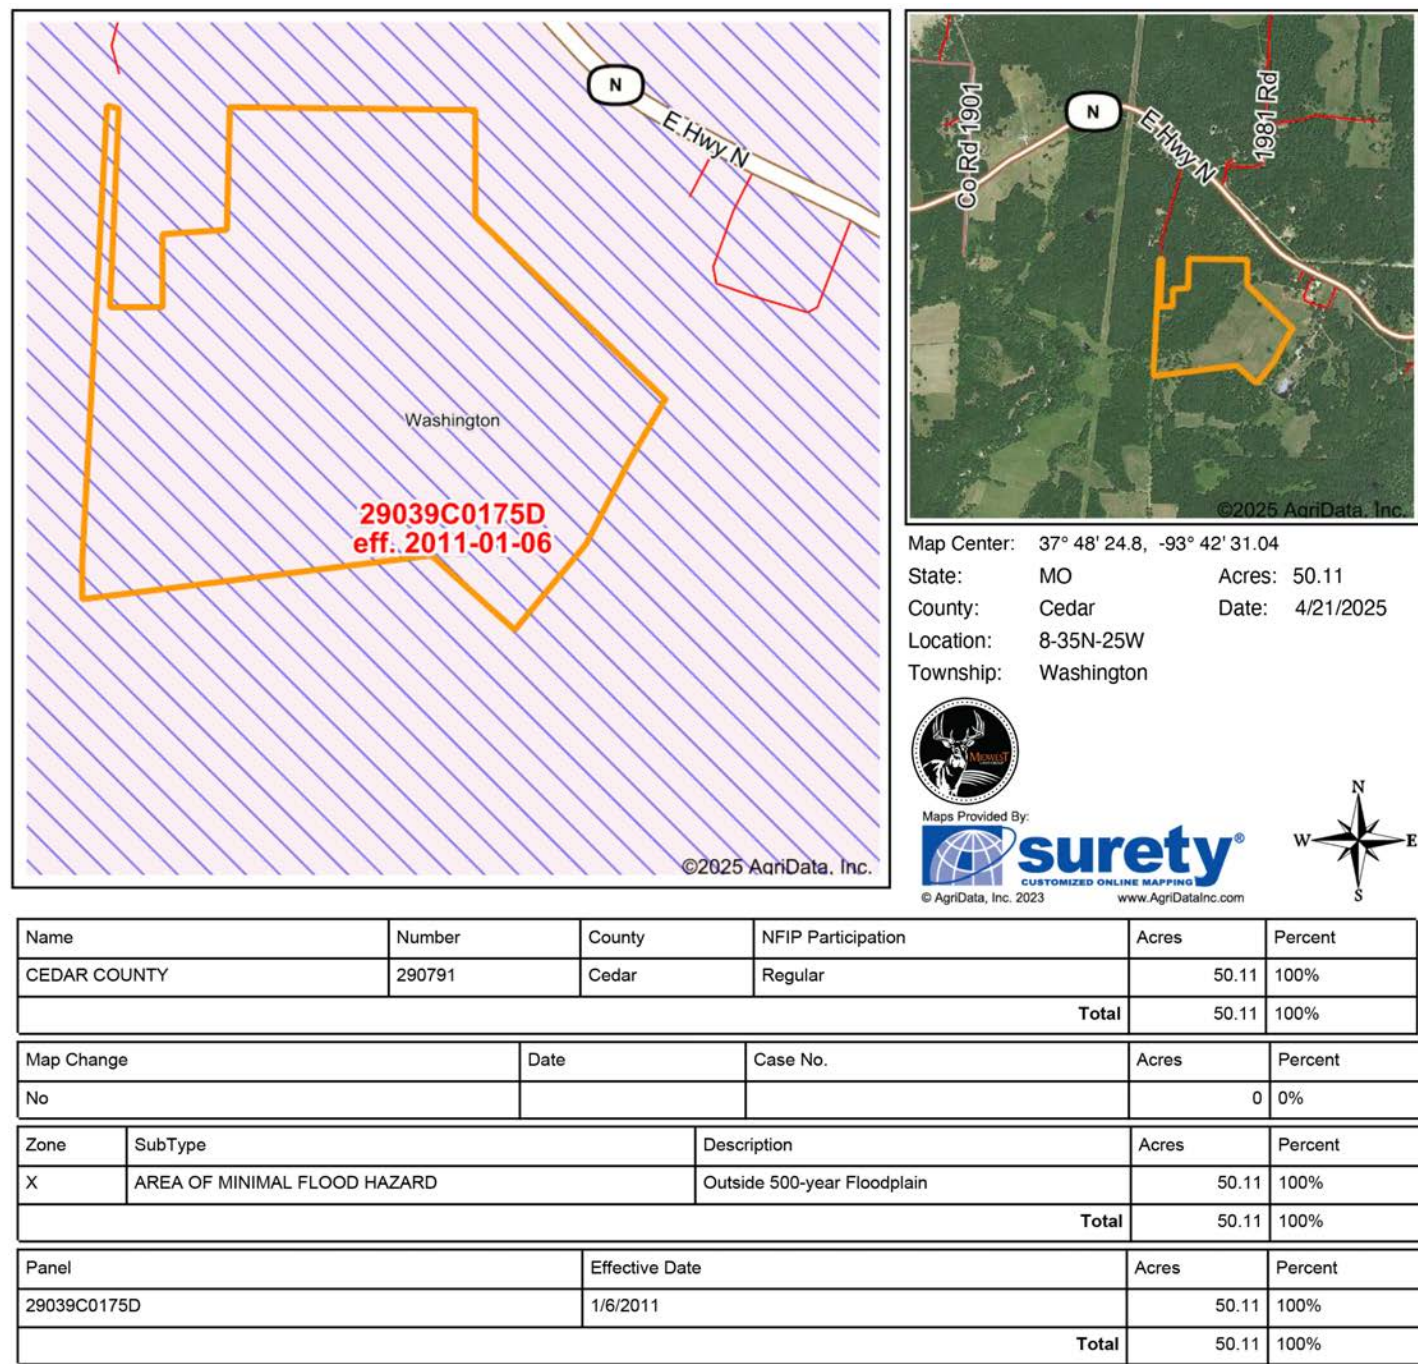 N
E Hwy N
Washington
29039C0175D
eff. 2011-01-06
©2025 AgriData, Inc.
Co Rd 1901
N
E Hwy N
1981 Rd
©2025 AgriData, Inc.
Map Center: 37° 48' 24.8, -93° 42' 31.04
State: MO Acres: 50.11
County: Cedar Date: 4/21/2025
Location: 8-35N-25W
Township: Washington
MIDWEST
Maps Provided By:
surety®
CUSTOMIZED ONLINE MAPPING
© AgriData, Inc. 2023 www.AgriDataInc.com
N
W E
S
Name Number County NFIP Participation Acres Percent
CEDAR COUNTY 290791 Cedar Regular 50.11 100%
Total 50.11 100%
Map Change Date Case No. Acres Percent
No 0 0%
Zone SubType Description Acres Percent
X AREA OF MINIMAL FLOOD HAZARD Outside 500-year Floodplain 50.11 100%
Total 50.11 100%
Panel Effective Date Acres Percent
29039C0175D 1/6/2011 50.11 100%
Total 50.11 100%